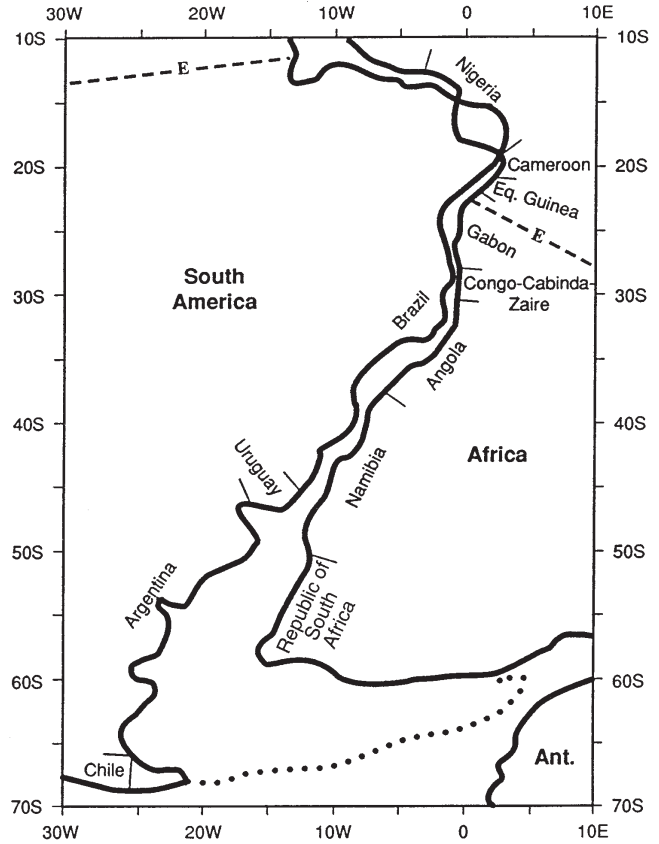 30W 20W 10W 0 10E
10S 10S
E
Nigeria
20S Cameroon 20S
Eq. Guinea
E
Gabon
South
America
30S Congo-Cabinda- 30S
Zaire
Brazil
Angola
40S 40S
Africa
Uruguay
Namibia
50S 50S
Argentina
Republic of
South
Africa
60S 60S
Ant.
Chile
70S 70S
30W 20W 10W 0 10E